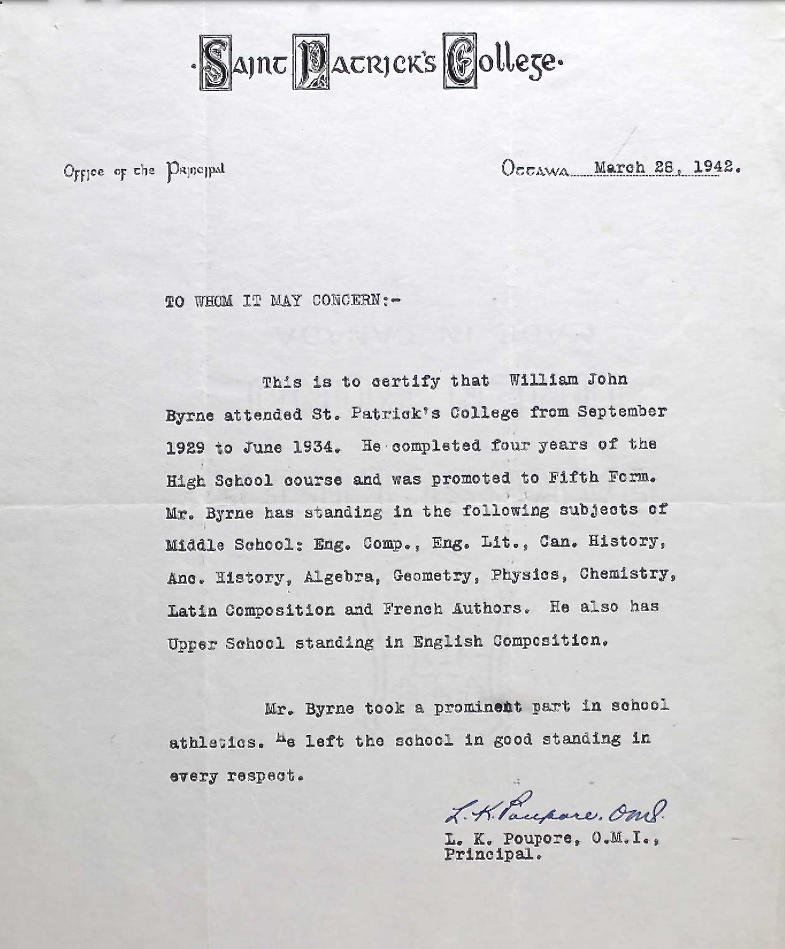 ·Saint Patrick's College·
Office of the Principal
Ottawa March 28, 1942.
TO WHOM IT MAY CONCERN:-
This is to certify that William John
Byrne attended St. Patrick's College from September
1929 to June 1934. He completed four years of the
High School course and was promoted to Fifth Form.
Mr. Byrne has standing in the following subjects of
Middle School: Eng. Comp., Eng. Lit., Can. History,
Anc. History, Algebra, Geometry, Physics, Chemistry,
Latin Composition and French Authors. He also has
Upper School standing in English Composition.
Mr. Byrne took a prominent part in school
athletics. He left the school in good standing in
every respect.
L. K. Poupore. OMI.
L. K. Poupore, O.M.I.,
Principal.